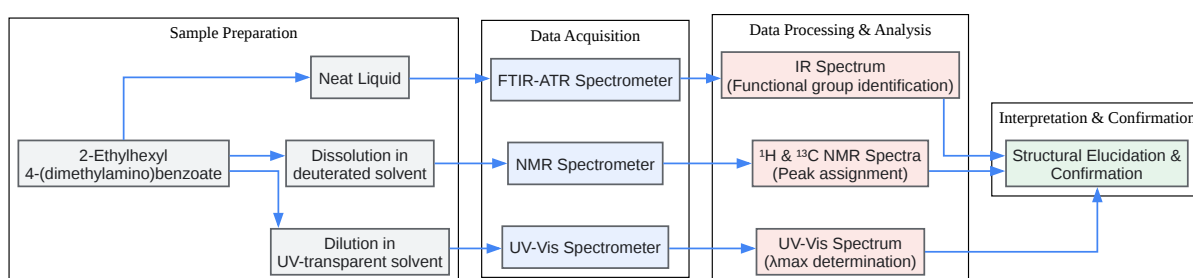 Sample Preparation
Data Acquisition
Data Processing & Analysis
Neat Liquid
FTIR-ATR Spectrometer
IR Spectrum
(Functional group identification)
Interpretation & Confirmation
2-Ethylhexyl
4-(dimethylamino)benzoate
Dissolution in
deuterated solvent
NMR Spectrometer
¹H & ¹³C NMR Spectra
(Peak assignment)
Structural Elucidation &
Confirmation
Dilution in
UV-transparent solvent
UV-Vis Spectrometer
UV-Vis Spectrum
(λmax determination)